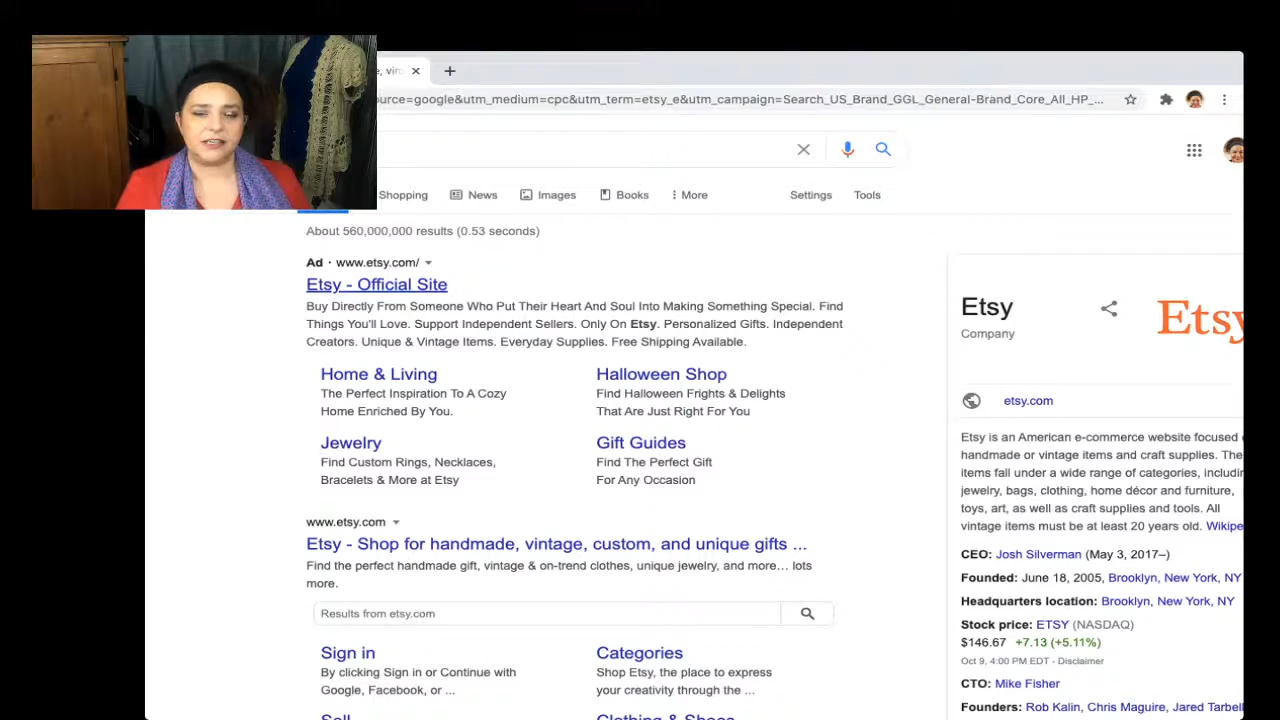 source=google&utm_medium=cpc&utm_term=etsy_e&utm_campaign=Search_US_Brand_GGL_General-Brand_Core_All_HP_...
Shopping News Images Books More Settings Tools
About 560,000,000 results (0.53 seconds)
Ad · www.etsy.com/
Etsy - Official Site
Buy Directly From Someone Who Put Their Heart And Soul Into Making Something Special. Find
Things You'll Love. Support Independent Sellers. Only On Etsy. Personalized Gifts. Independent
Creators. Unique & Vintage Items. Everyday Supplies. Free Shipping Available.
Home & Living
The Perfect Inspiration To A Cozy
Home Enriched By You.
Halloween Shop
Find Halloween Frights & Delights
That Are Just Right For You
Jewelry
Find Custom Rings, Necklaces,
Bracelets & More at Etsy
Gift Guides
Find The Perfect Gift
For Any Occasion
www.etsy.com
Etsy - Shop for handmade, vintage, custom, and unique gifts ...
Find the perfect handmade gift, vintage & on-trend clothes, unique jewelry, and more… lots
more.
Results from etsy.com
Sign in
By clicking Sign in or Continue with
Google, Facebook, or ...
Categories
Shop Etsy, the place to express
your creativity through the ...
Sell
Clothing & Shoes
Etsy
Company
Etsy
etsy.com
Etsy is an American e-commerce website focused
handmade or vintage items and craft supplies. The
items fall under a wide range of categories, includin
jewelry, bags, clothing, home décor and furniture,
toys, art, as well as craft supplies and tools. All
vintage items must be at least 20 years old. Wikipe
CEO: Josh Silverman (May 3, 2017–)
Founded: June 18, 2005, Brooklyn, New York, NY
Headquarters location: Brooklyn, New York, NY
Stock price: ETSY (NASDAQ)
$146.67 +7.13 (+5.11%)
Oct 9, 4:00 PM EDT - Disclaimer
CTO: Mike Fisher
Founders: Rob Kalin, Chris Maguire, Jared Tarbell